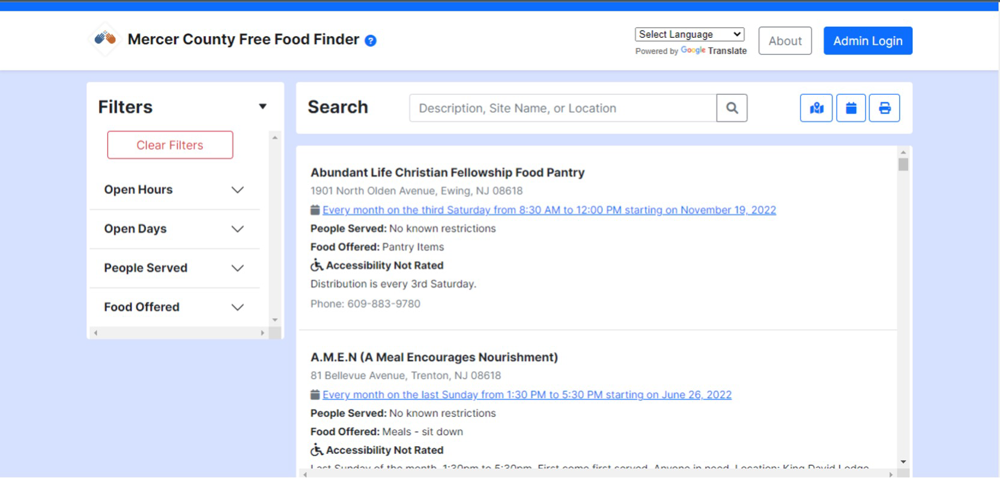 Mercer County Free Food Finder ?
Select Language
Powered by Google Translate
About
Admin Login
Filters
Clear Filters
Open Hours
Open Days
People Served
Food Offered
Search
Description, Site Name, or Location
Abundant Life Christian Fellowship Food Pantry
1901 North Olden Avenue, Ewing, NJ 08618
Every month on the third Saturday from 8:30 AM to 12:00 PM starting on November 19, 2022
People Served: No known restrictions
Food Offered: Pantry Items
Accessibility Not Rated
Distribution is every 3rd Saturday.
Phone: 609-883-9780
A.M.E.N (A Meal Encourages Nourishment)
81 Bellevue Avenue, Trenton, NJ 08618
Every month on the last Sunday from 1:30 PM to 5:30 PM starting on June 26, 2022
People Served: No known restrictions
Food Offered: Meals - sit down
Accessibility Not Rated
Last Sunday of the month, 1:30pm to 5:30pm. First come first served. Anyone in need. Location: King David Lodge